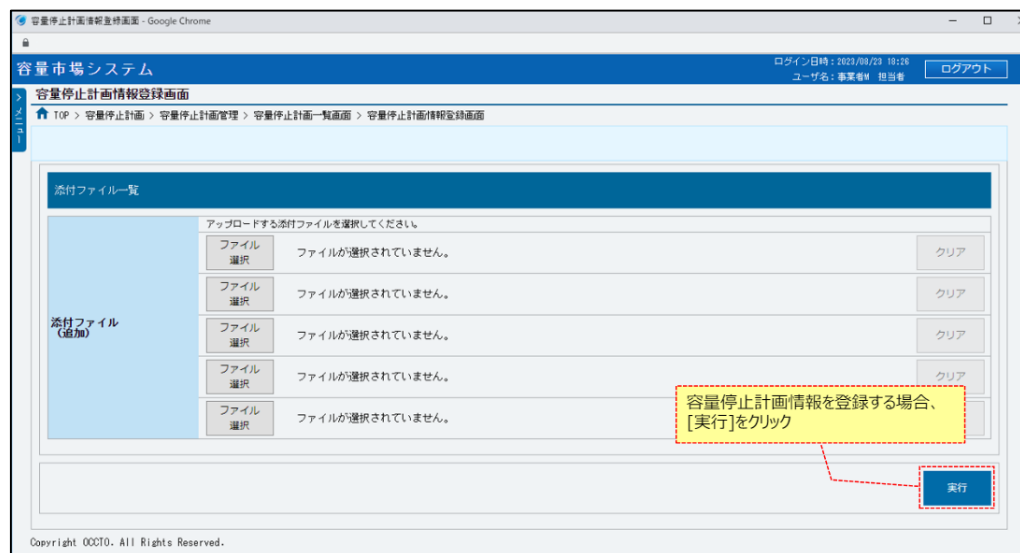 容量停止計画情報登録画面 - Google Chrome
容量市場システム
ログイン日時：2023/08/23 18:26
ユーザ名：事業者M 担当者
ログアウト
> メニュー
容量停止計画情報登録画面
TOP > 容量停止計画 > 容量停止計画管理 > 容量停止計画一覧画面 > 容量停止計画情報登録画面
添付ファイル一覧
添付ファイル
（追加）
アップロードする添付ファイルを選択してください。
ファイル
選択
ファイルが選択されていません。
クリア
ファイル
選択
ファイルが選択されていません。
クリア
ファイル
選択
ファイルが選択されていません。
クリア
ファイル
選択
ファイルが選択されていません。
クリア
ファイル
選択
ファイルが選択されていません。
容量停止計画情報を登録する場合、
[実行]をクリック
実行
Copyright OCCTO. All Rights Reserved.